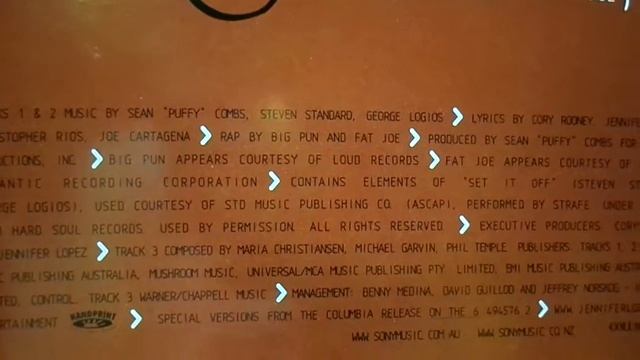 1 & 2 MUSIC BY SEAN "PUFFY" COMBS, STEVEN STANDARD, GEORGE LOGIOS > LYRICS BY CORY ROONEY, JENNIFE
STOPHER RIOS, JOE CARTAGENA > RAP BY BIG PUN AND FAT JOE > PRODUCED BY SEAN "PUFFY" COMBS FOR
UCTIONS, INC > BIG PUN APPEARS COURTESY OF LOUD RECORDS > FAT JOE APPEARS COURTESY OF
ANTIC RECORDING CORPORATION > CONTAINS ELEMENTS OF "SET IT OFF" (STEVEN ST
GE LOGIOS), USED COURTESY OF STD MUSIC PUBLISHING CO. (ASCAP), PERFORMED BY STRAFE UNDER
HARD SOUL RECORDS. USED BY PERMISSION. ALL RIGHTS RESERVED. > EXECUTIVE PRODUCERS: CORY
JENNIFER LOPEZ > TRACK 3 COMPOSED BY MARIA CHRISTIANSEN, MICHAEL GARVIN, PHIL TEMPLE. PUBLISHERS: TRACKS 1, 2
C PUBLISHING AUSTRALIA, MUSHROOM MUSIC, UNIVERSAL/MCA MUSIC PUBLISHING PTY. LIMITED, EMI MUSIC PUBLISHING AUST
TED, CONTROL. TRACK 3 WARNER/CHAPPELL MUSIC > MANAGEMENT: BENNY MEDINA, DAVID GUILLOD AND JEFFREY NORSKOG -
RTAINMENT HANDPRINT > SPECIAL VERSIONS FROM THE COLUMBIA RELEASE ON THE 6 494576 2 > WWW.JENNIFERLO
WWW.SONYMUSIC.COM.AU WWW.SONYMUSIC.CO.NZ